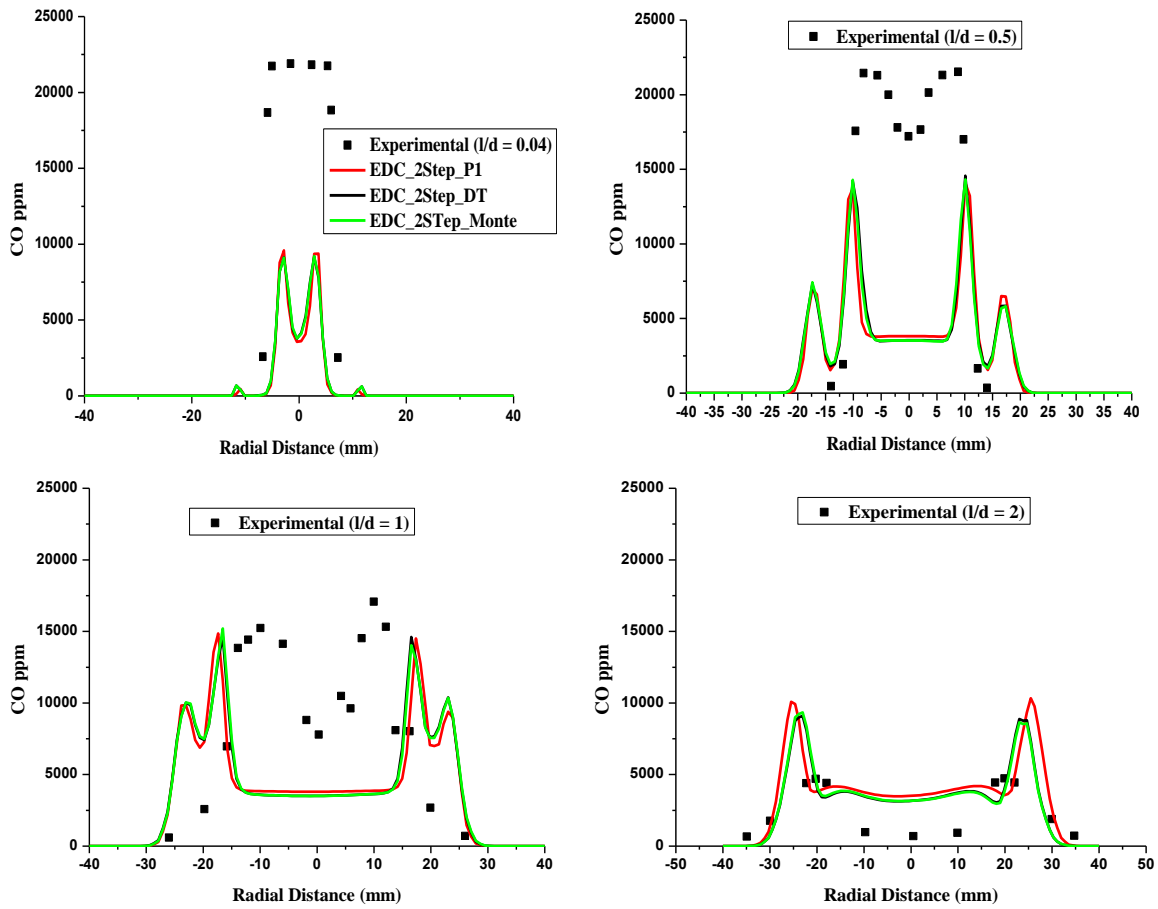 25000
20000
15000
10000
5000
0
CO ppm
Experimental (l/d = 0.04)
EDC_2Step_P1
EDC_2Step_DT
EDC_2STep_Monte
-40 -20 0 20 40
Radial Distance (mm)
25000
20000
15000
10000
5000
0
CO ppm
Experimental (l/d = 0.5)
-40 -35 -30 -25 -20 -15 -10 -5 0 5 10 15 20 25 30 35 40
Radial Distance (mm)
25000
20000
15000
10000
5000
0
CO ppm
Experimental (l/d = 1)
-40 -20 0 20 40
Radial Distance (mm)
25000
20000
15000
10000
5000
0
CO ppm
Experimental (l/d = 2)
-50 -40 -30 -20 -10 0 10 20 30 40 50
Radial Distance (mm)